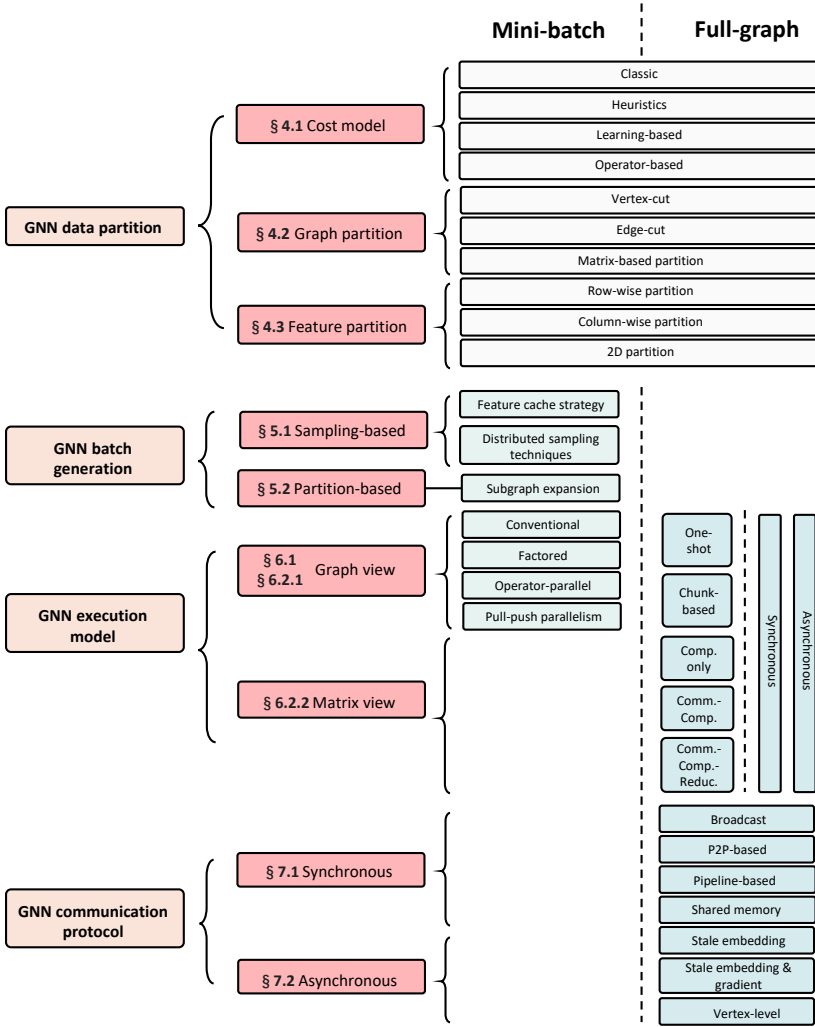 Mini-batch
Full-graph
GNN data partition
§ 4.1 Cost model
Classic
Heuristics
Learning-based
Operator-based
§ 4.2 Graph partition
Vertex-cut
Edge-cut
Matrix-based partition
§ 4.3 Feature partition
Row-wise partition
Column-wise partition
2D partition
GNN batch
generation
§ 5.1 Sampling-based
Feature cache strategy
Distributed sampling
techniques
§ 5.2 Partition-based
Subgraph expansion
GNN execution
model
§ 6.1
§ 6.2.1
Graph view
Conventional
Factored
Operator-parallel
Pull-push parallelism
§ 6.2.2 Matrix view
One-
shot
Chunk-
based
Comp.
only
Comm.-
Comp.
Comm.-
Comp.-
Reduc.
Synchronous
Asynchronous
GNN communication
protocol
§ 7.1 Synchronous
Broadcast
P2P-based
Pipeline-based
Shared memory
§ 7.2 Asynchronous
Stale embedding
Stale embedding &
gradient
Vertex-level